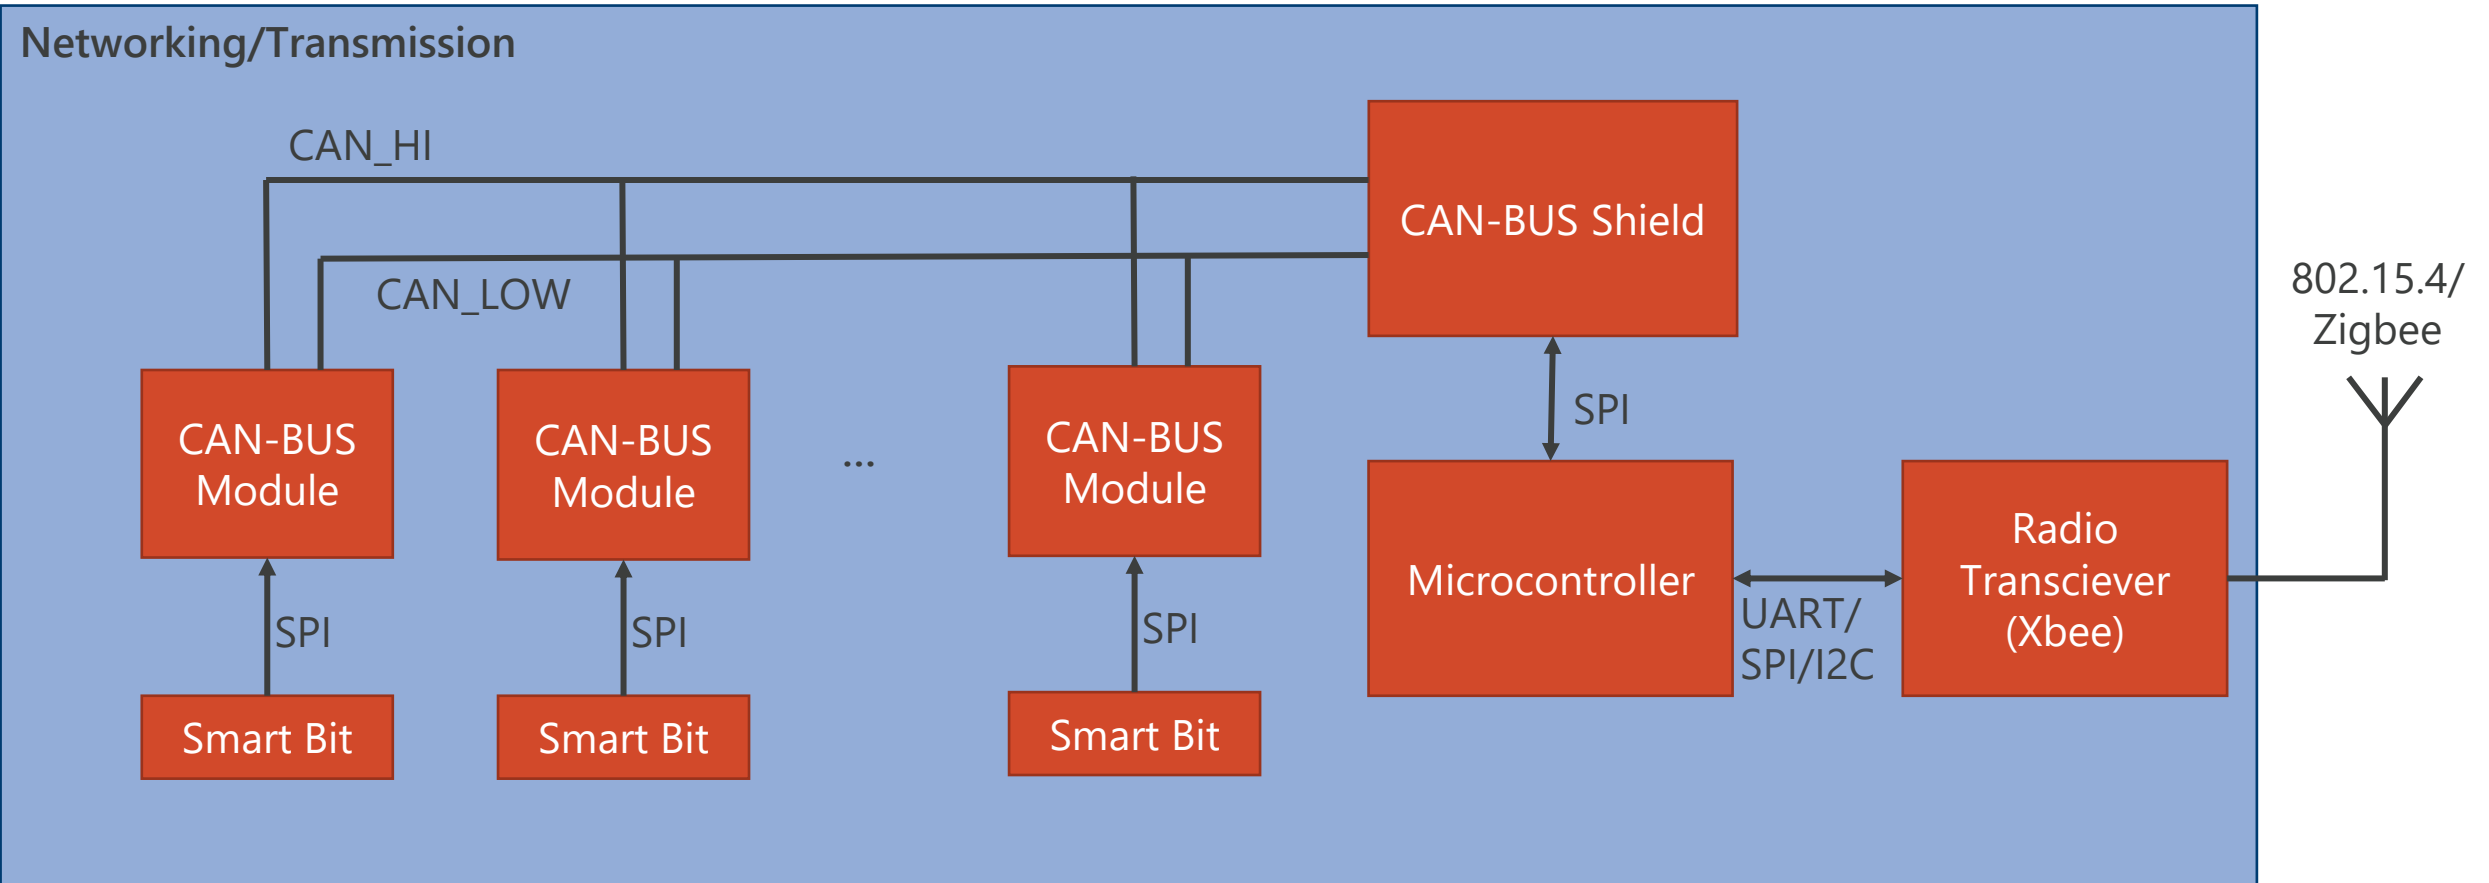 Networking/Transmission
CAN_HI
CAN_LOW
CAN-BUS Shield
802.15.4/
Zigbee
SPI
CAN-BUS
Module
CAN-BUS
Module
...
CAN-BUS
Module
Microcontroller
UART/
SPI/I2C
Radio
Transciever
(Xbee)
SPI
SPI
SPI
Smart Bit
Smart Bit
Smart Bit